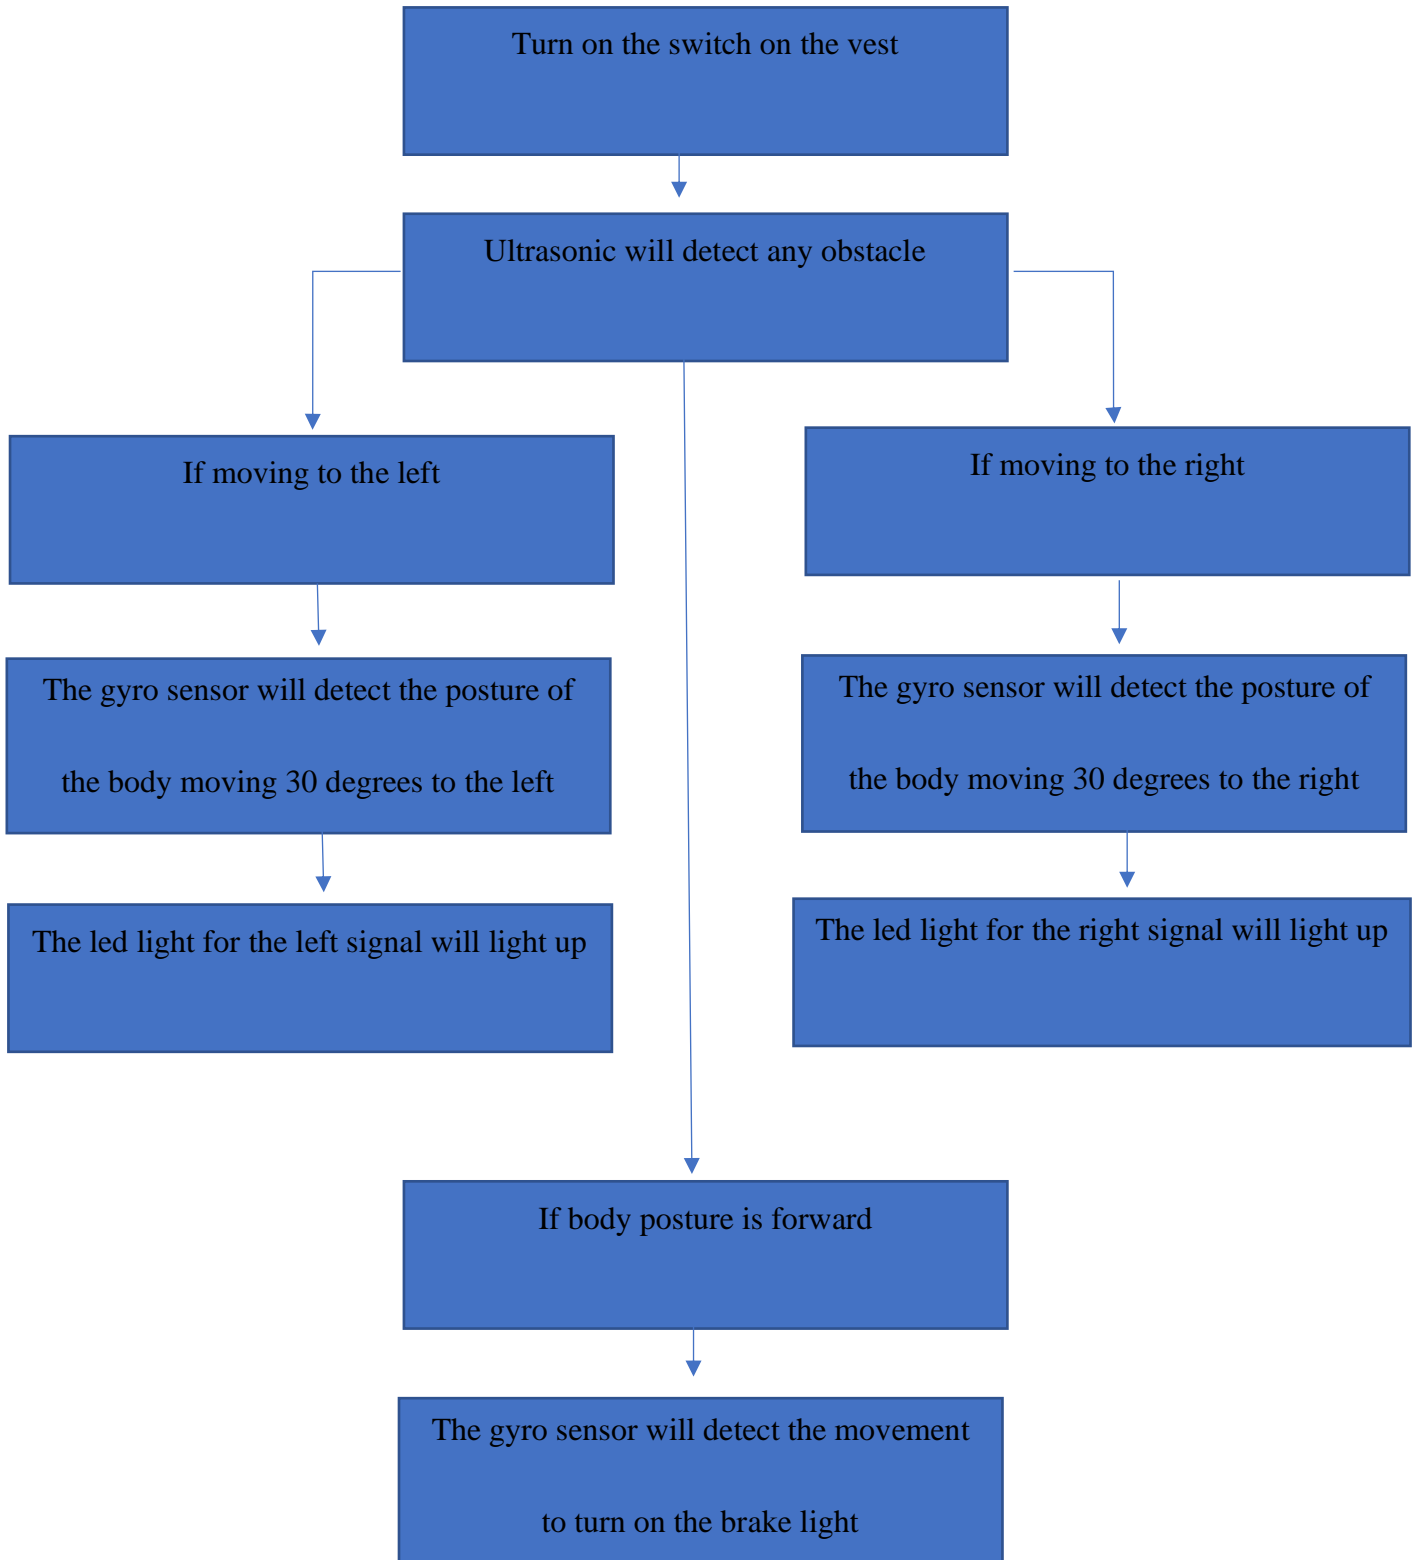 Turn on the switch on the vest
Ultrasonic will detect any obstacle
If moving to the left
The gyro sensor will detect the posture of
the body moving 30 degrees to the left
The led light for the left signal will light up
If moving to the right
The gyro sensor will detect the posture of
the body moving 30 degrees to the right
The led light for the right signal will light up
If body posture is forward
The gyro sensor will detect the movement
to turn on the brake light